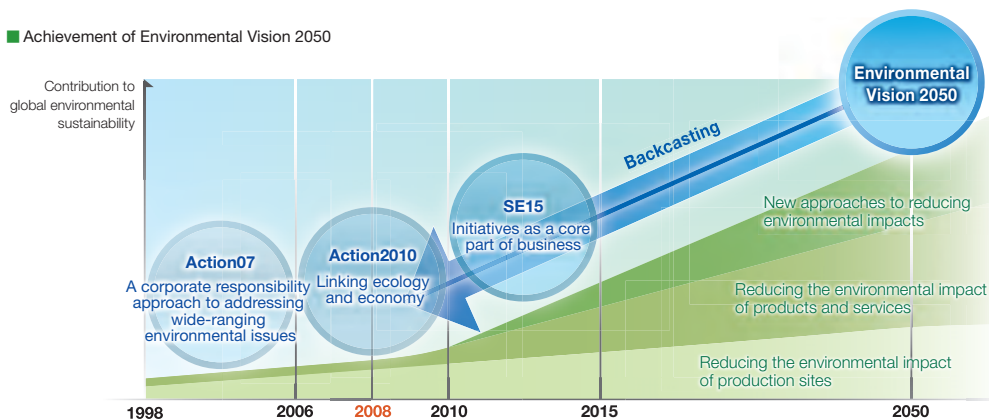 Achievement of Environmental Vision 2050
Contribution to
global environmental
sustainability
Environmental
Vision 2050
Backcasting
SE15
Initiatives as a core
part of business
Action2010
Linking ecology
and economy
Action07
A corporate responsibility
approach to addressing
wide-ranging
environmental issues
New approaches to reducing
environmental impacts
Reducing the environmental impact
of products and services
Reducing the environmental impact
of production sites
1998 2006 2008 2010 2015 2050